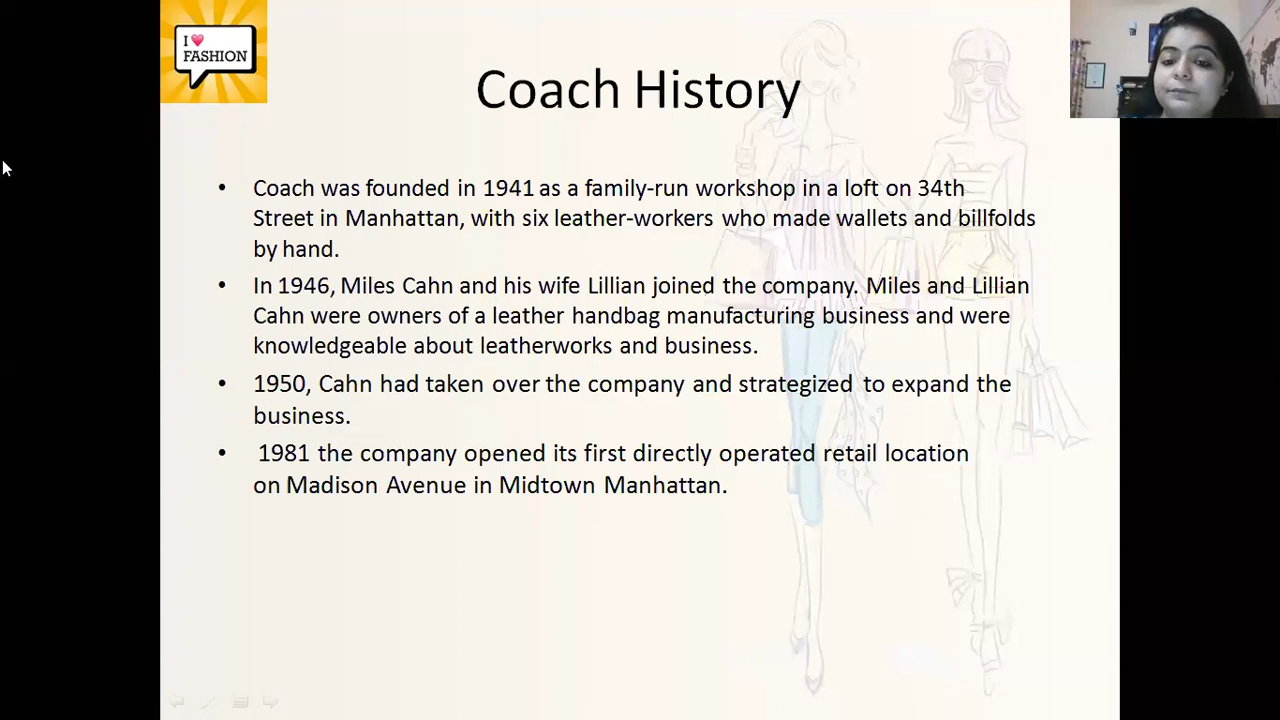 I
FASHION
Coach History
• Coach was founded in 1941 as a family-run workshop in a loft on 34th
Street in Manhattan, with six leather-workers who made wallets and billfolds
by hand.
• In 1946, Miles Cahn and his wife Lillian joined the company. Miles and Lillian
Cahn were owners of a leather handbag manufacturing business and were
knowledgeable about leatherworks and business.
• 1950, Cahn had taken over the company and strategized to expand the
business.
• 1981 the company opened its first directly operated retail location
on Madison Avenue in Midtown Manhattan.